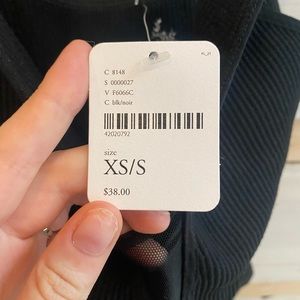 C 8148
S 0000027
V F6066C
C blk/noir
42020792
size
XS/S
$38.00